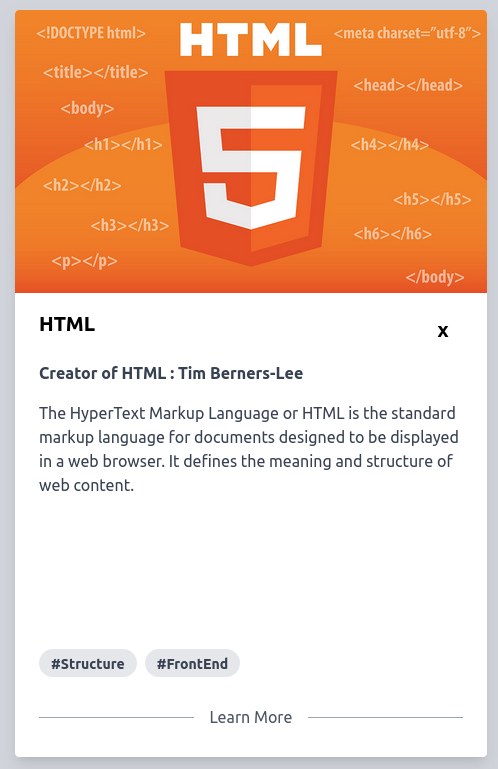 <!DOCTYPE html>
HTML
<meta charset="utf-8">
<title></title>
<head></head>
<body>
<h1></h1>
<h4></h4>
<h2></h2>
<h5></h5>
<h3></h3>
<h6></h6>
<p></p>
</body>
HTML
x
Creator of HTML : Tim Berners-Lee
The HyperText Markup Language or HTML is the standard
markup language for documents designed to be displayed
in a web browser. It defines the meaning and structure of
web content.
#Structure
#FrontEnd
Learn More